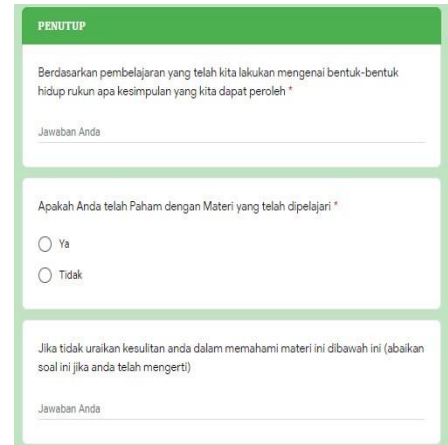 PENUTUP
Berdasarkan pembelajaran yang telah kita lakukan mengenai bentuk-bentuk
hidup rukun apa kesimpulan yang kita dapat peroleh *
Jawaban Anda
Apakah Anda telah Paham dengan Materi yang telah dipelajari *
Ya
Tidak
Jika tidak uraikan kesulitan anda dalam memahami materi ini dibawah ini (abaikan
soal ini jika anda telah mengerti)
Jawaban Anda